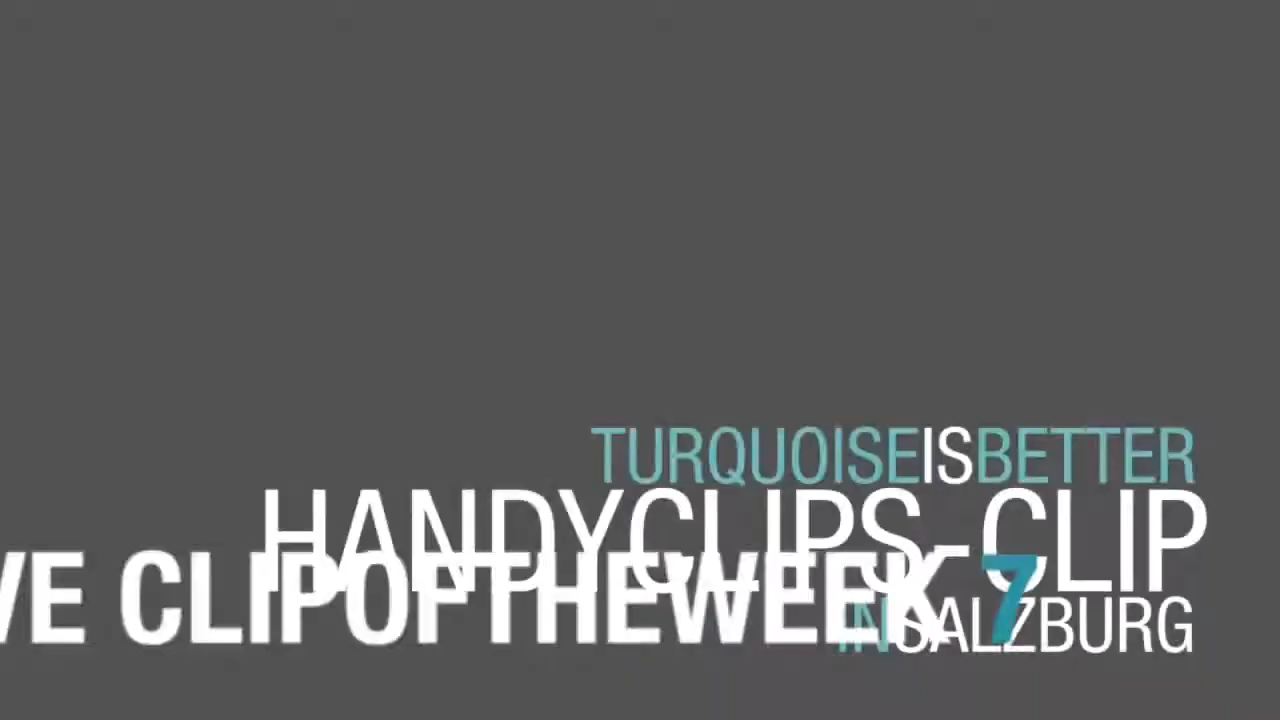 TURQUOISEISBETTER
HANDYCLIPS-CLIP
VE CLIPOFTHEWEEK 7
INSALZBURG